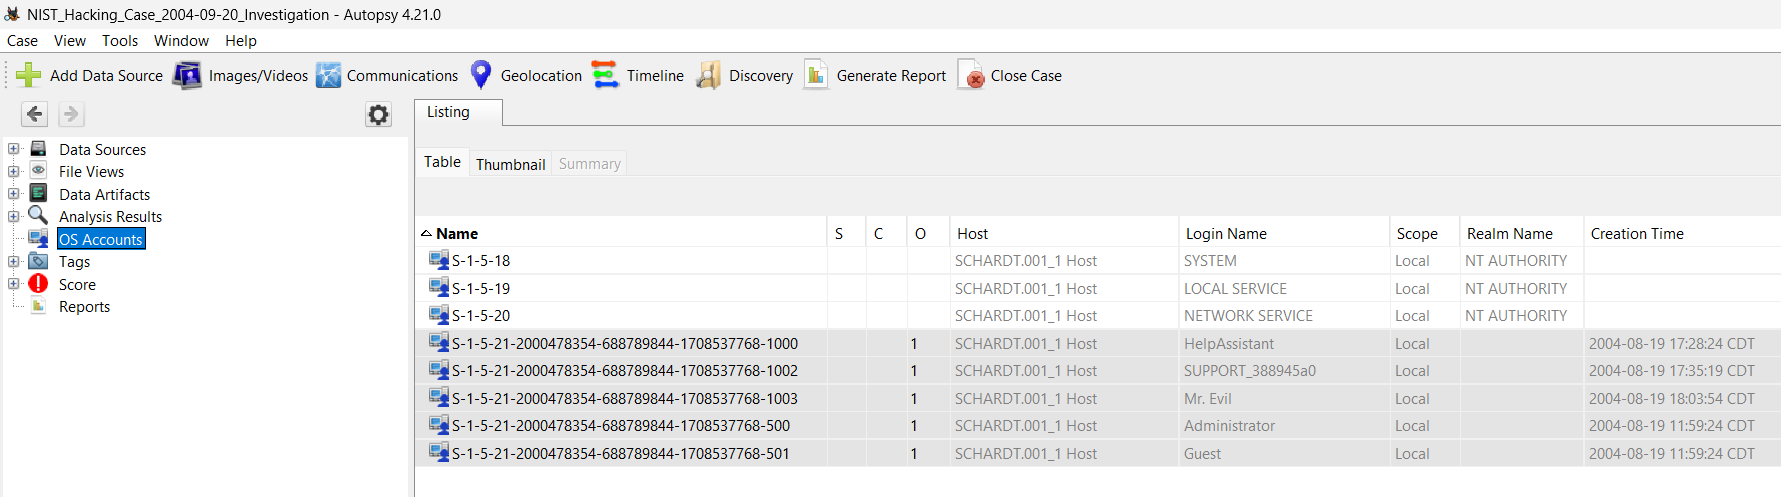 NIST_Hacking_Case_2004-09-20_Investigation - Autopsy 4.21.0
Case View Tools Window Help
Add Data Source Images/Videos Communications Geolocation Timeline Discovery Generate Report Close Case
Listing
Data Sources
File Views
Data Artifacts
Analysis Results
OS Accounts
Tags
Score
Reports
Table Thumbnail Summary
Name S C O Host Login Name Scope Realm Name Creation Time
S-1-5-18 SCHARDT.001_1 Host SYSTEM Local NT AUTHORITY
S-1-5-19 SCHARDT.001_1 Host LOCAL SERVICE Local NT AUTHORITY
S-1-5-20 SCHARDT.001_1 Host NETWORK SERVICE Local NT AUTHORITY
S-1-5-21-2000478354-688789844-1708537768-1000 1 SCHARDT.001_1 Host HelpAssistant Local 2004-08-19 17:28:24 CDT
S-1-5-21-2000478354-688789844-1708537768-1002 1 SCHARDT.001_1 Host SUPPORT_388945a0 Local 2004-08-19 17:35:19 CDT
S-1-5-21-2000478354-688789844-1708537768-1003 1 SCHARDT.001_1 Host Mr. Evil Local 2004-08-19 18:03:54 CDT
S-1-5-21-2000478354-688789844-1708537768-500 1 SCHARDT.001_1 Host Administrator Local 2004-08-19 11:59:24 CDT
S-1-5-21-2000478354-688789844-1708537768-501 1 SCHARDT.001_1 Host Guest Local 2004-08-19 11:59:24 CDT